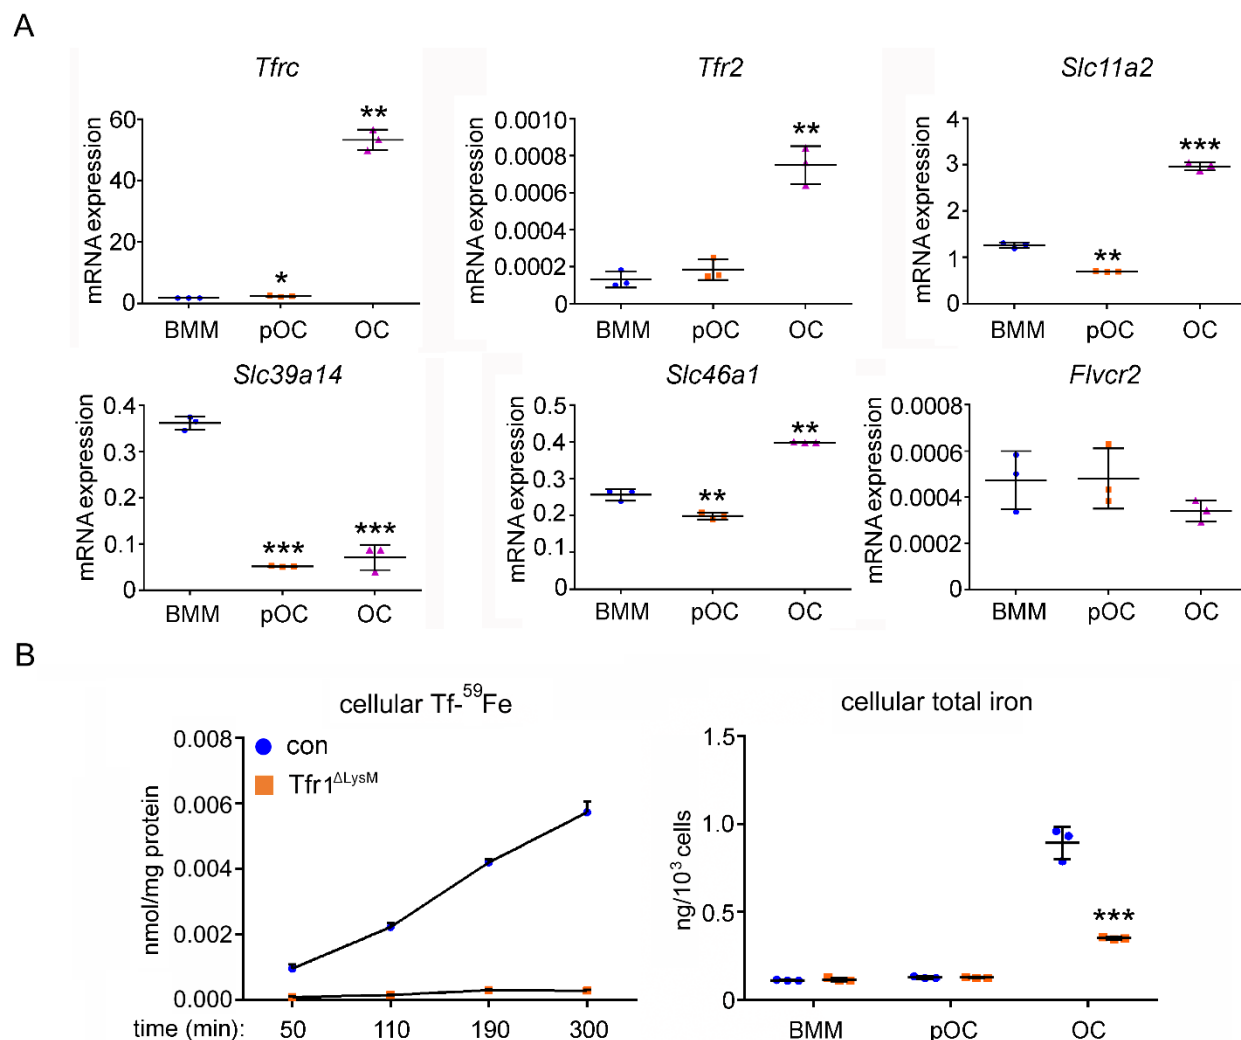 A
Tfrc
mRNA expression
60
40
20
0
*
**
BMM pOC OC
Tfr2
mRNA expression
0.0010
0.0008
0.0006
0.0004
0.0002
0
**
BMM pOC OC
Slc11a2
mRNA expression
4
3
2
1
0
**
***
BMM pOC OC
Slc39a14
mRNA expression
0.4
0.3
0.2
0.1
0
***
***
BMM pOC OC
Slc46a1
mRNA expression
0.5
0.4
0.3
0.2
0.1
0
**
**
BMM pOC OC
Flvcr2
mRNA expression
0.0008
0.0006
0.0004
0.0002
0
BMM pOC OC
B
cellular Tf-⁵⁹Fe
nmol/mg protein
0.008
0.006
0.004
0.002
0.000
con
Tfr1^ΔLysM
time (min): 50 110 190 300
cellular total iron
ng/10³ cells
1.5
1.0
0.5
0
***
BMM pOC OC